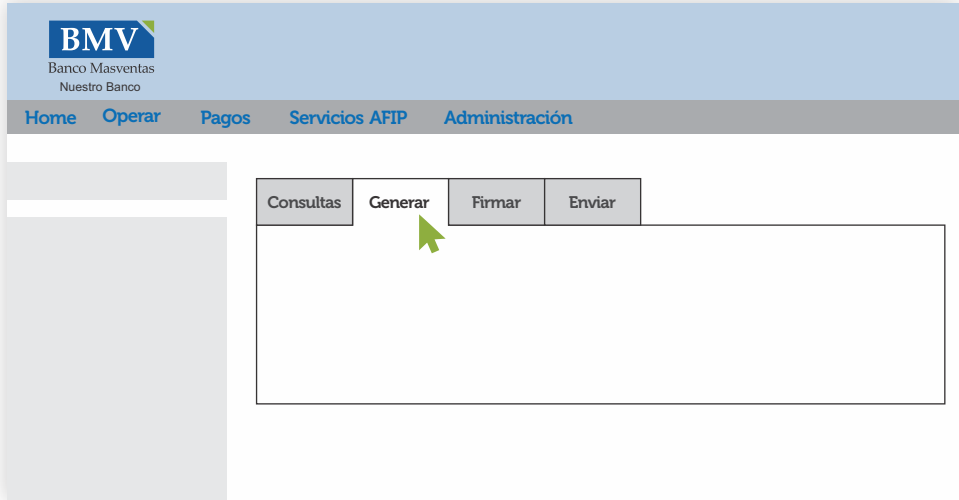 BMV
Banco Masventas
Nuestro Banco
Home Operar Pagos Servicios AFIP Administración
Consultas Generar Firmar Enviar